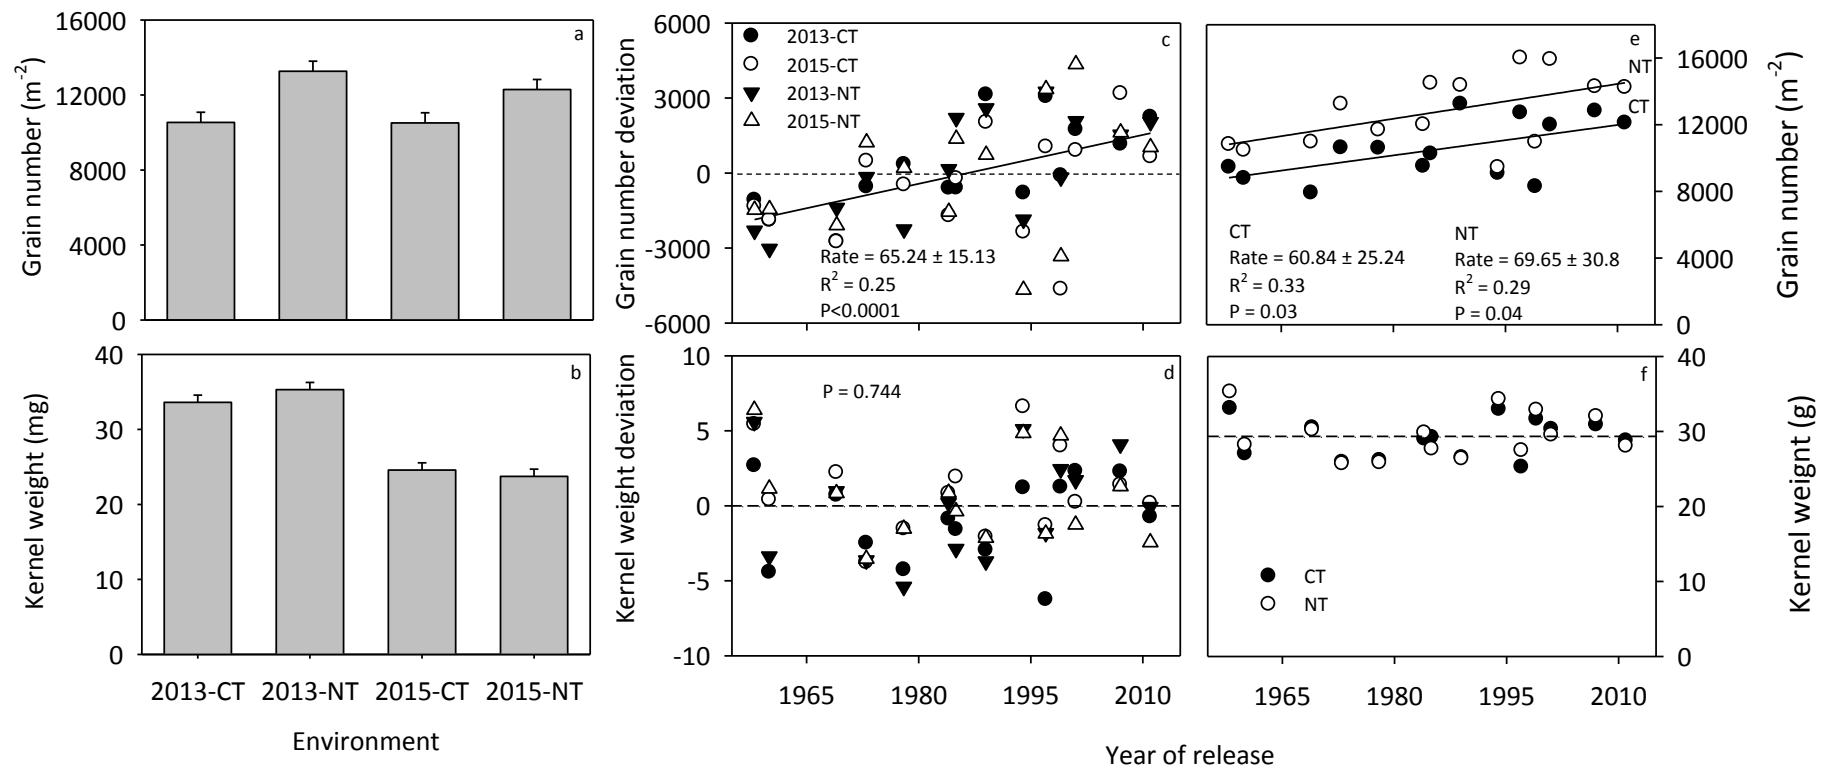 16000
12000
8000
4000
0
Grain number (m⁻²)
a
40
30
20
10
0
Kernel weight (mg)
b
2013-CT 2013-NT 2015-CT 2015-NT
Environment
6000
3000
0
-3000
-6000
Grain number deviation
c
2013-CT
2015-CT
2013-NT
2015-NT
Rate = 65.24 ± 15.13
R² = 0.25
P<0.0001
10
5
0
-5
-10
Kernel weight deviation
d
P = 0.744
1965 1980 1995 2010
e
NT
CT
CT
Rate = 60.84 ± 25.24
R² = 0.33
P = 0.03
NT
Rate = 69.65 ± 30.8
R² = 0.29
P = 0.04
16000
12000
8000
4000
0
Grain number (m⁻²)
f
CT
NT
40
30
20
10
0
Kernel weignt (g)
1965 1980 1995 2010
Year of release